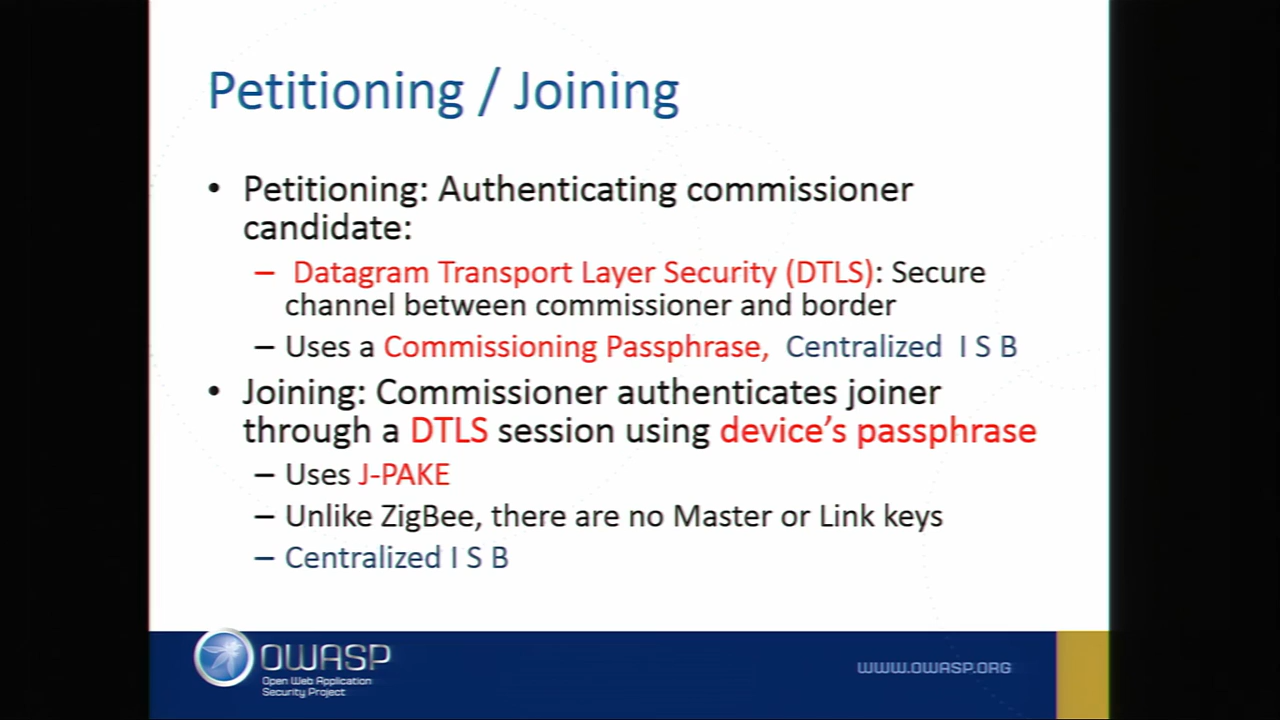 Petitioning / Joining
• Petitioning: Authenticating commissioner
candidate:
– Datagram Transport Layer Security (DTLS): Secure
channel between commissioner and border
– Uses a Commissioning Passphrase, Centralized I S B
• Joining: Commissioner authenticates joiner
through a DTLS session using device's passphrase
– Uses J-PAKE
– Unlike ZigBee, there are no Master or Link keys
– Centralized I S B
OWASP
Open Web Application
Security Project
WWW.OWASP.ORG